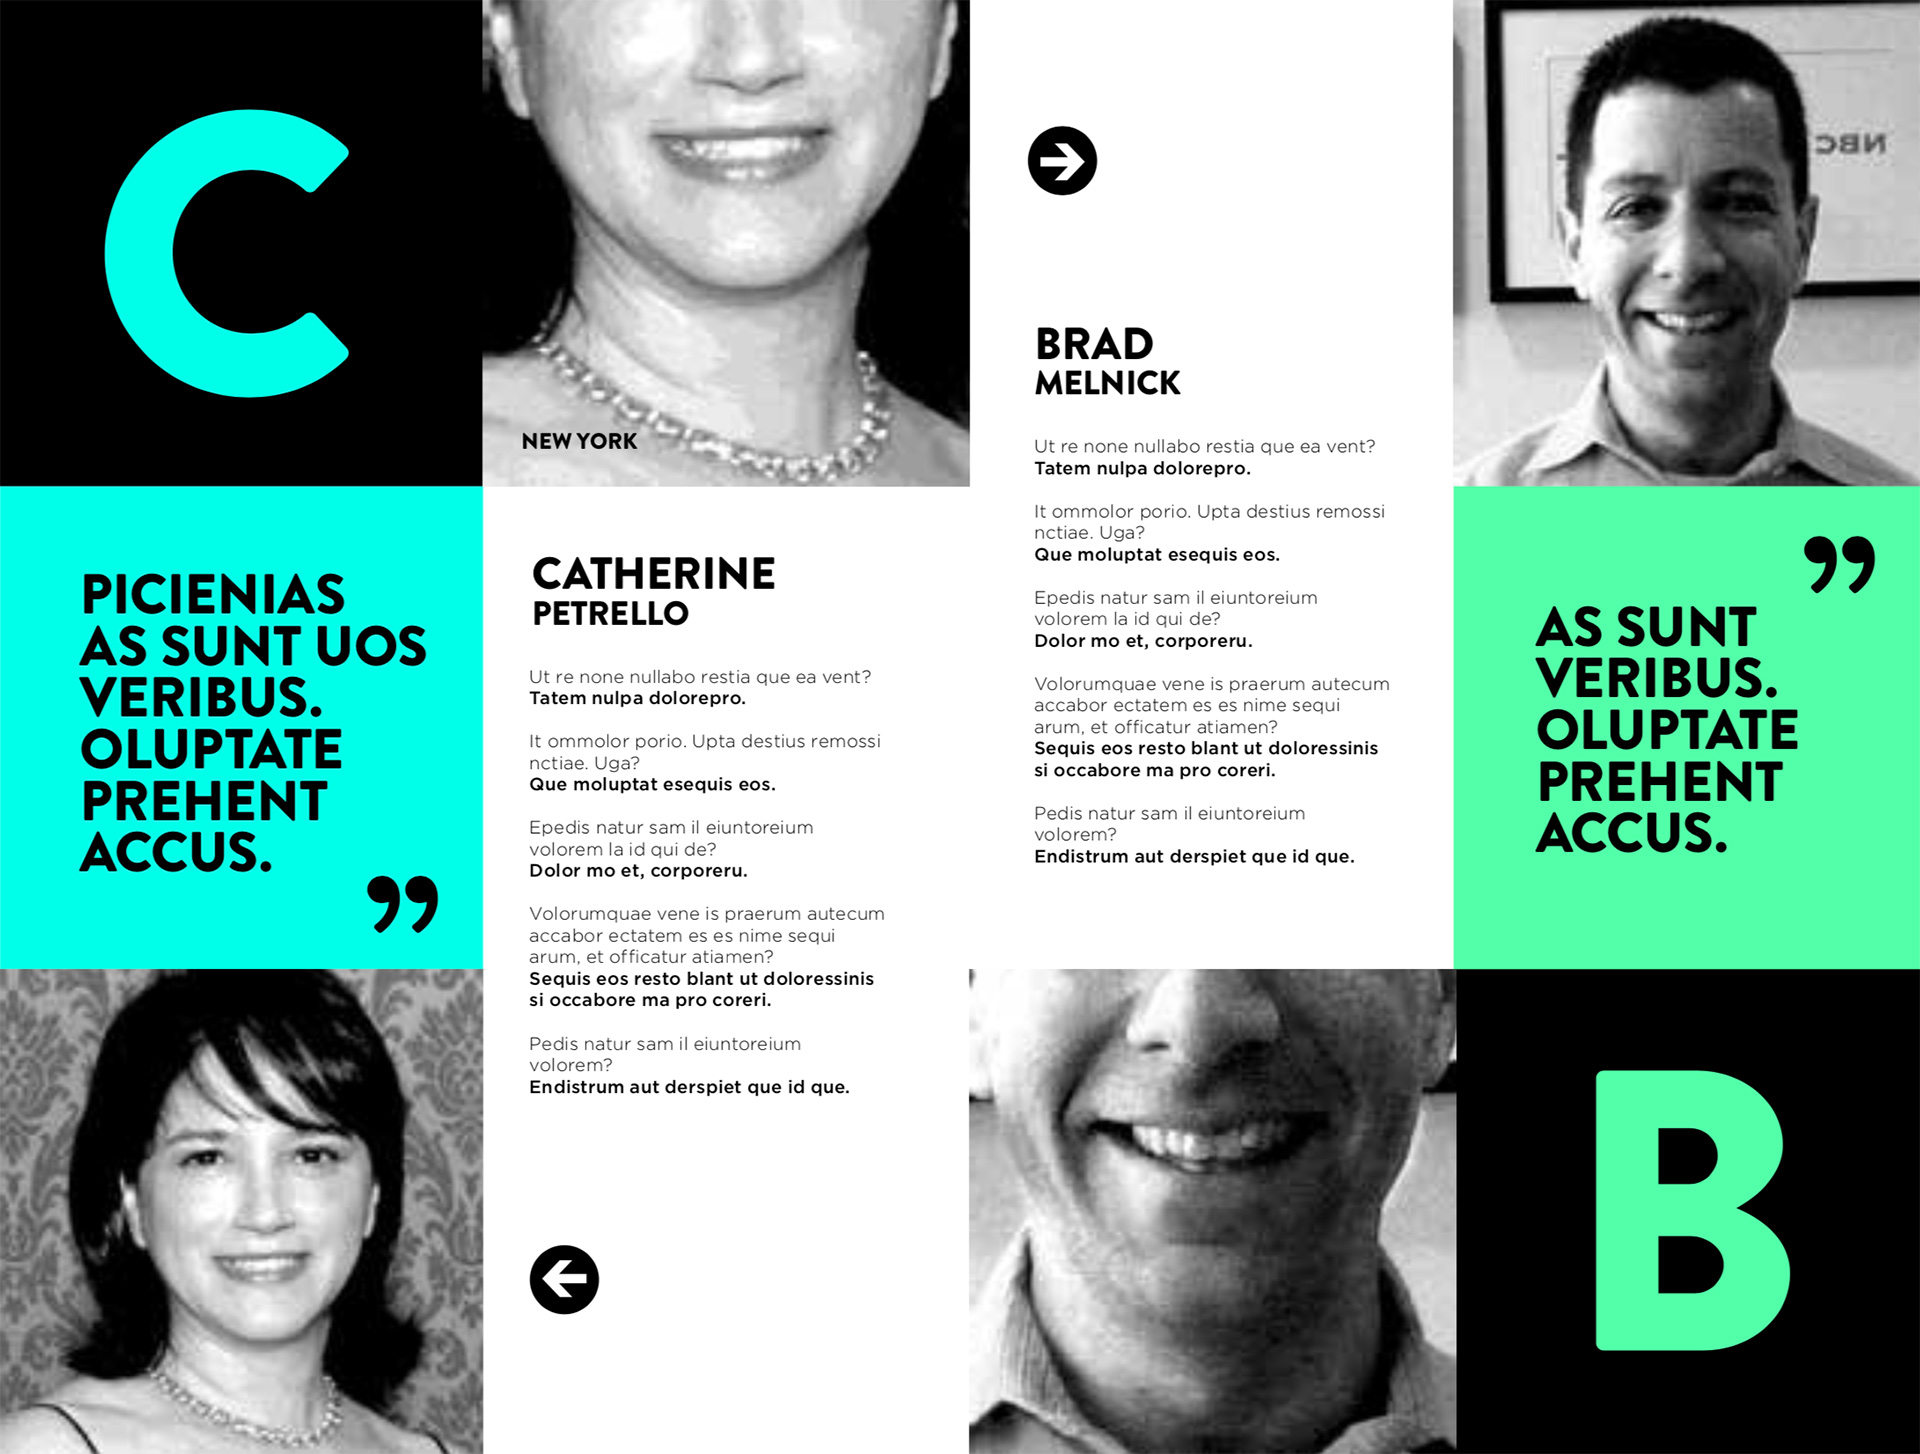 C
NEW YORK
PICIENIAS
AS SUNT UOS
VERIBUS.
OLUPTATE
PREHENT
ACCUS.
”
CATHERINE
PETRELLO
Ut re none nullabo restia que ea vent?
Tatem nulpa dolorepro.
It ommolor porio. Upta destius remossi
nctiae. Uga?
Que moluptat esequis eos.
Epedis natur sam il eiuntoreium
volorem la id qui de?
Dolor mo et, corporeru.
Volorumquae vene is praerum autecum
accabor ectatem es es nime sequi
arum, et officatur atiamen?
Sequis eos resto blant ut doloressinis
si occabore ma pro coreri.
Pedis natur sam il eiuntoreium
volorem?
Endistrum aut derspiet que id que.
BRAD
MELNICK
Ut re none nullabo restia que ea vent?
Tatem nulpa dolorepro.
It ommolor porio. Upta destius remossi
nctiae. Uga?
Que moluptat esequis eos.
Epedis natur sam il eiuntoreium
volorem la id qui de?
Dolor mo et, corporeru.
Volorumquae vene is praerum autecum
accabor ectatem es es nime sequi
arum, et officatur atiamen?
Sequis eos resto blant ut doloressinis
si occabore ma pro coreri.
Pedis natur sam il eiuntoreium
volorem?
Endistrum aut derspiet que id que.
NBC
”
AS SUNT
VERIBUS.
OLUPTATE
PREHENT
ACCUS.
B